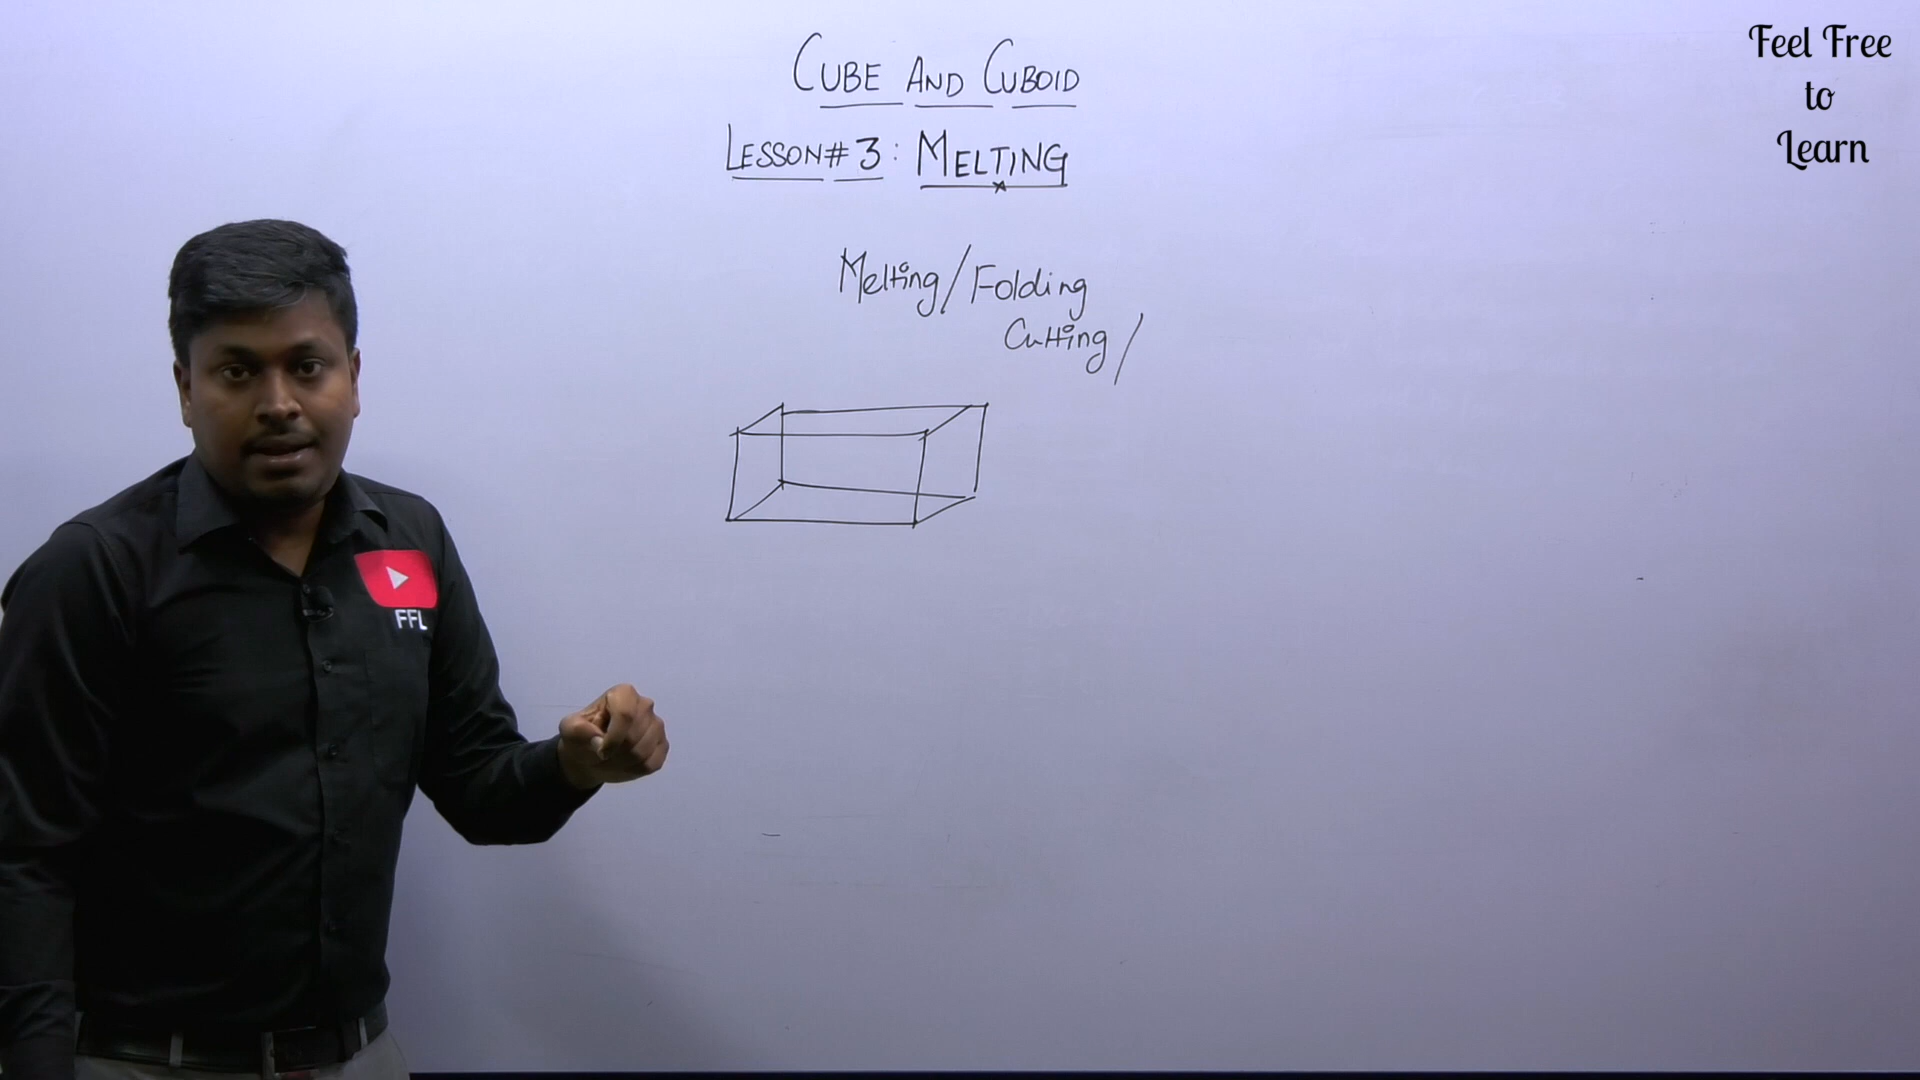 CUBE AND CUBOID
LESSON# 3 : MELTING
Melting/Folding
Cutting/
Feel Free
to
Learn
FFL